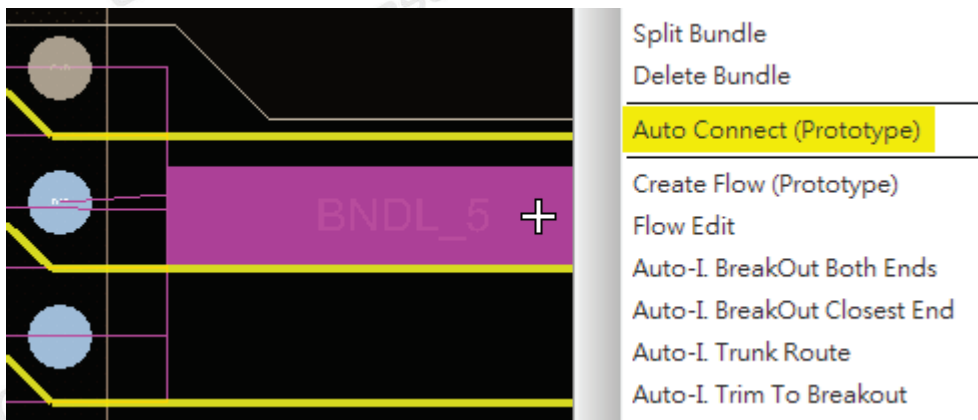 BNDL_5
Split Bundle
Delete Bundle
Auto Connect (Prototype)
Create Flow (Prototype)
Flow Edit
Auto-I. BreakOut Both Ends
Auto-I. BreakOut Closest End
Auto-I. Trunk Route
Auto-I. Trim To Breakout